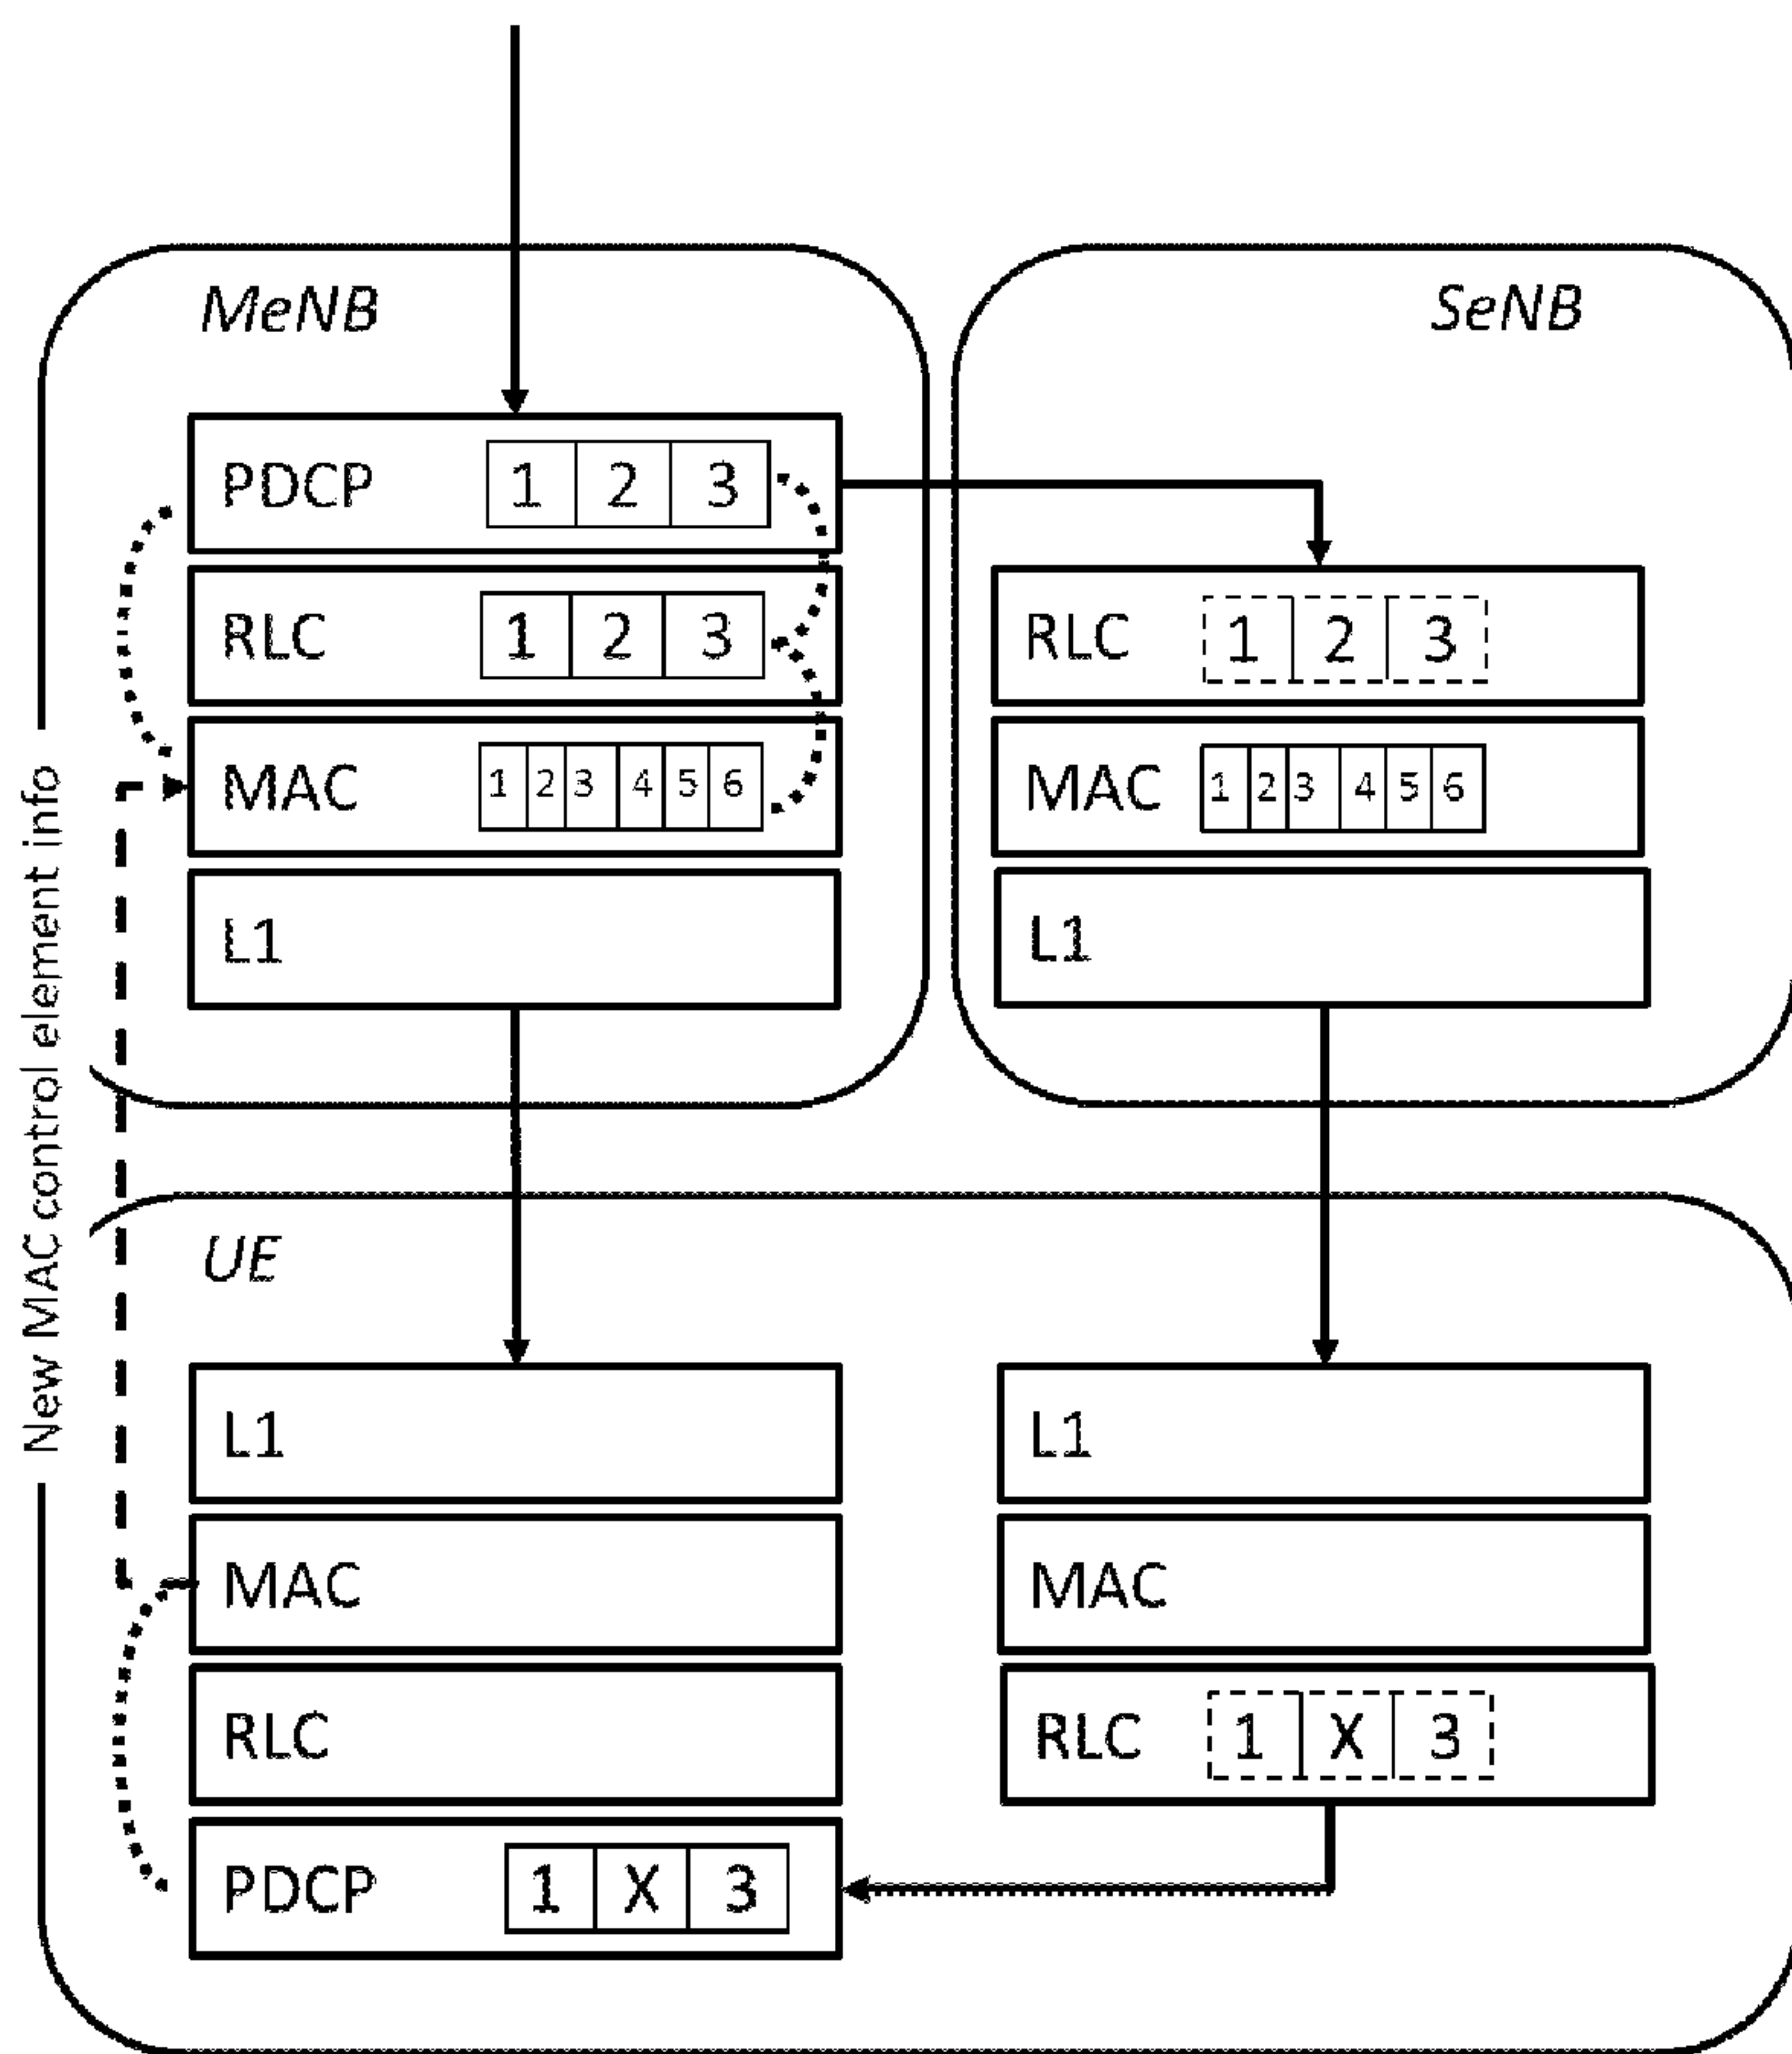 MeNB
SeNB
PDCP 1 2 3
RLC 1 2 3
RLC 1 2 3
MAC 1 2 3 4 5 6
MAC 1 2 3 4 5 6
L1
L1
New MAC control element info
UE
L1
L1
MAC
MAC
RLC
RLC 1 X 3
PDCP 1 X 3